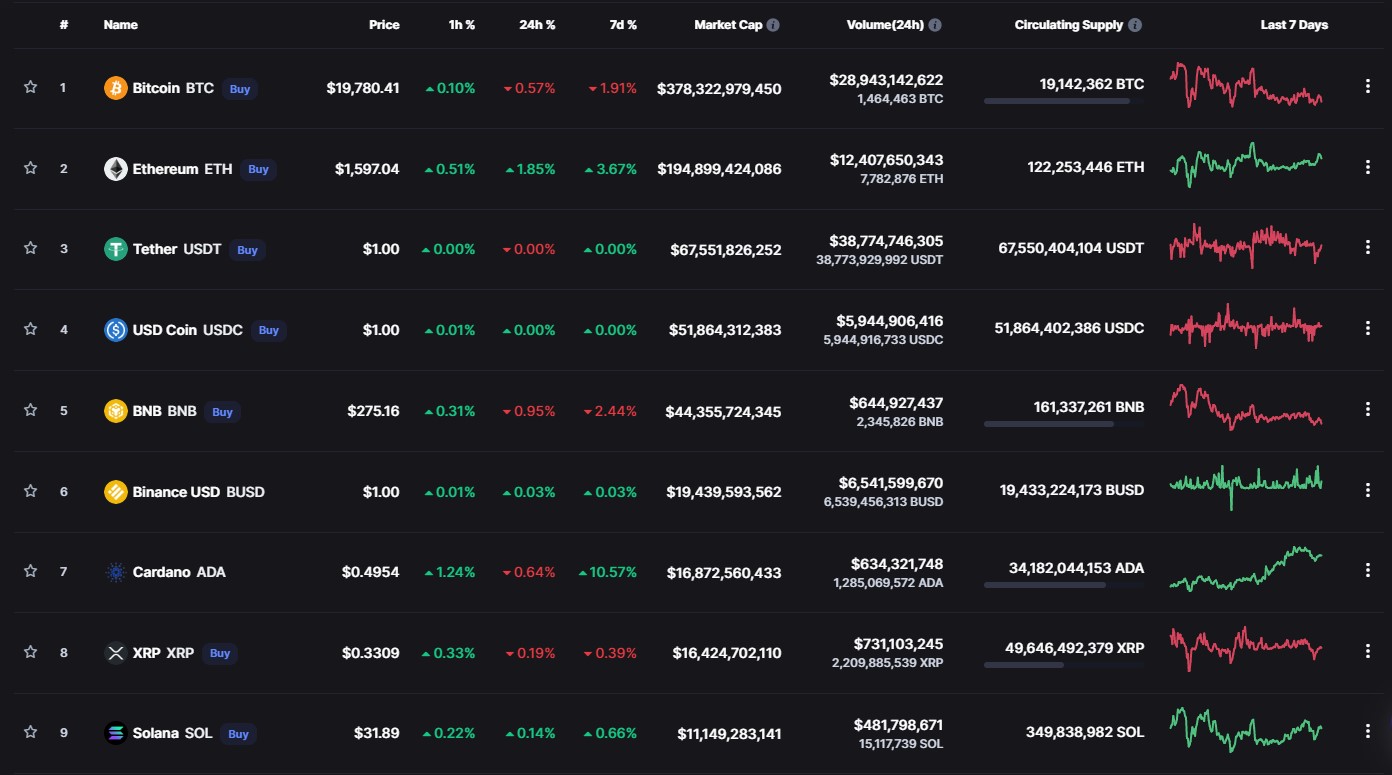 # Name Price 1h % 24h % 7d % Market Cap Volume(24h) Circulating Supply Last 7 Days
1 Bitcoin BTC Buy $19,780.41 0.10% 0.57% 1.91% $378,322,979,450 $28,943,142,622 19,142,362 BTC
1,464,463 BTC
2 Ethereum ETH Buy $1,597.04 0.51% 1.85% 3.67% $194,899,424,086 $12,407,650,343 122,253,446 ETH
7,782,876 ETH
3 Tether USDT Buy $1.00 0.00% 0.00% 0.00% $67,551,826,252 $38,774,746,305 67,550,404,104 USDT
38,773,929,992 USDT
4 USD Coin USDC Buy $1.00 0.01% 0.00% 0.00% $51,864,312,383 $5,944,906,416 51,864,402,386 USDC
5,944,916,733 USDC
5 BNB BNB Buy $275.16 0.31% 0.95% 2.44% $44,355,724,345 $644,927,437 161,337,261 BNB
2,345,826 BNB
6 Binance USD BUSD $1.00 0.01% 0.03% 0.03% $19,439,593,562 $6,541,599,670 19,433,224,173 BUSD
6,539,456,313 BUSD
7 Cardano ADA $0.4954 1.24% 0.64% 10.57% $16,872,560,433 $634,321,748 34,182,044,153 ADA
1,285,069,572 ADA
8 XRP XRP Buy $0.3309 0.33% 0.19% 0.39% $16,424,702,110 $731,103,245 49,646,492,379 XRP
2,209,885,539 XRP
9 Solana SOL Buy $31.89 0.22% 0.14% 0.66% $11,149,283,141 $481,798,671 349,838,982 SOL
15,117,739 SOL